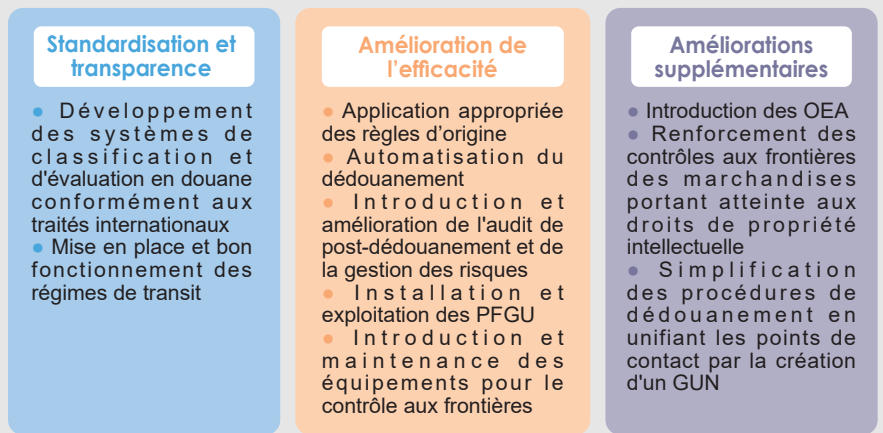 Standardisation et
transparence
● Développement
des systèmes de
classification et
d'évaluation en douane
conformément aux
traités internationaux
● Mise en place et bon
fonctionnement des
régimes de transit
Amélioration de
l’efficacité
● Application appropriée
des règles d’origine
● Automatisation du
dédouanement
● Introduction et
amélioration de l'audit de
post-dédouanement et de
la gestion des risques
● Installation et
exploitation des PFGU
● Introduction et
maintenance des
équipements pour le
contrôle aux frontières
Améliorations
supplémentaires
● Introduction des OEA
● Renforcement des
contrôles aux frontières
des marchandises
portant atteinte aux
droits de propriété
intellectuelle
● Simplification
des procédures de
dédouanement en
unifiant les points de
contact par la création
d'un GUN